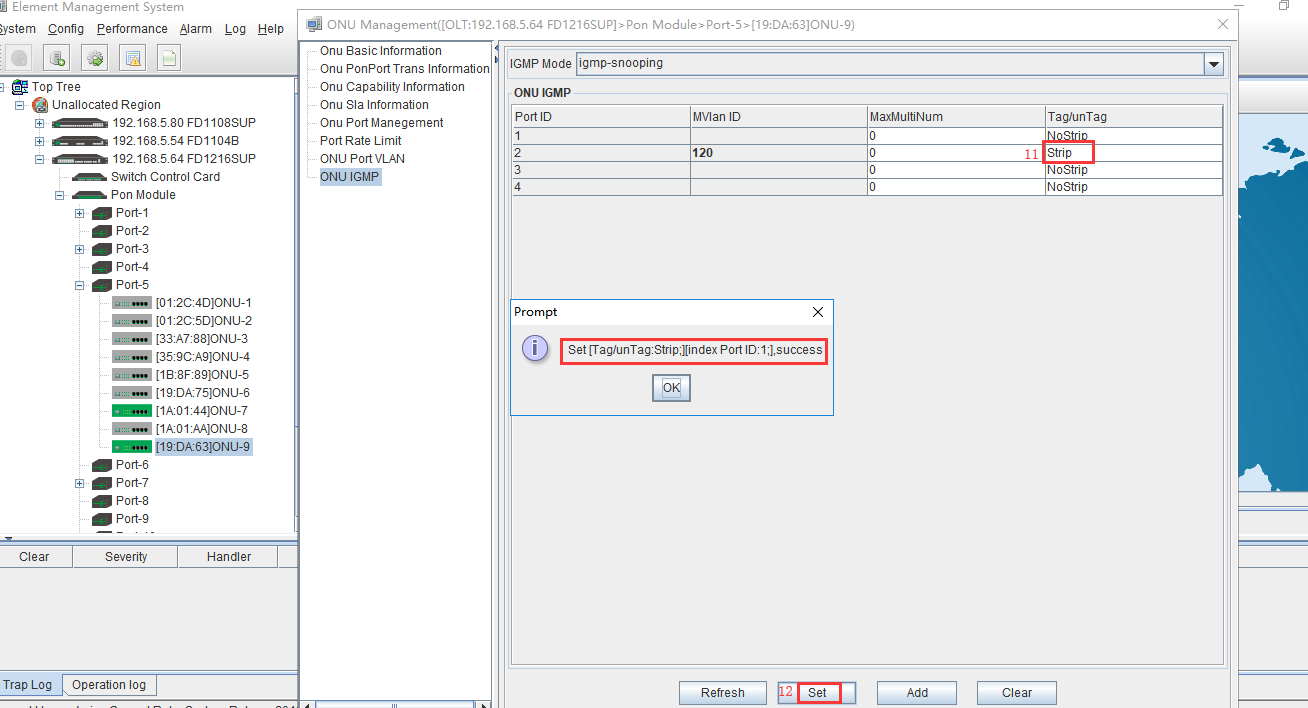 Element Management System
System Config Performance Alarm Log Help
Top Tree
Unallocated Region
192.168.5.80 FD1108SUP
192.168.5.54 FD1104B
192.168.5.64 FD1216SUP
Switch Control Card
Pon Module
Port-1
Port-2
Port-3
Port-4
Port-5
[01:2C:4D]ONU-1
[01:2C:5D]ONU-2
[33:A7:88]ONU-3
[35:9C:A9]ONU-4
[1B:8F:89]ONU-5
[19:DA:75]ONU-6
[1A:01:44]ONU-7
[1A:01:AA]ONU-8
[19:DA:63]ONU-9
Port-6
Port-7
Port-8
Port-9
Clear Severity Handler
Trap Log Operation log
ONU Management([OLT:192.168.5.64 FD1216SUP]>Pon Module>Port-5>[19:DA:63]ONU-9)
Onu Basic Information
Onu PonPort Trans Information
Onu Capability Information
Onu Sla Information
Onu Port Mangement
Port Rate Limit
ONU Port VLAN
ONU IGMP
IGMP Mode igmp-snooping
ONU IGMP
Port ID MVlan ID MaxMultiNum Tag/unTag
1 0 NoStrip
2 120 0 11 Strip
3 0 NoStrip
4 0 NoStrip
Prompt
Set [Tag/unTag:Strip;][index Port ID:1;],success
OK
Refresh 12 Set Add Clear